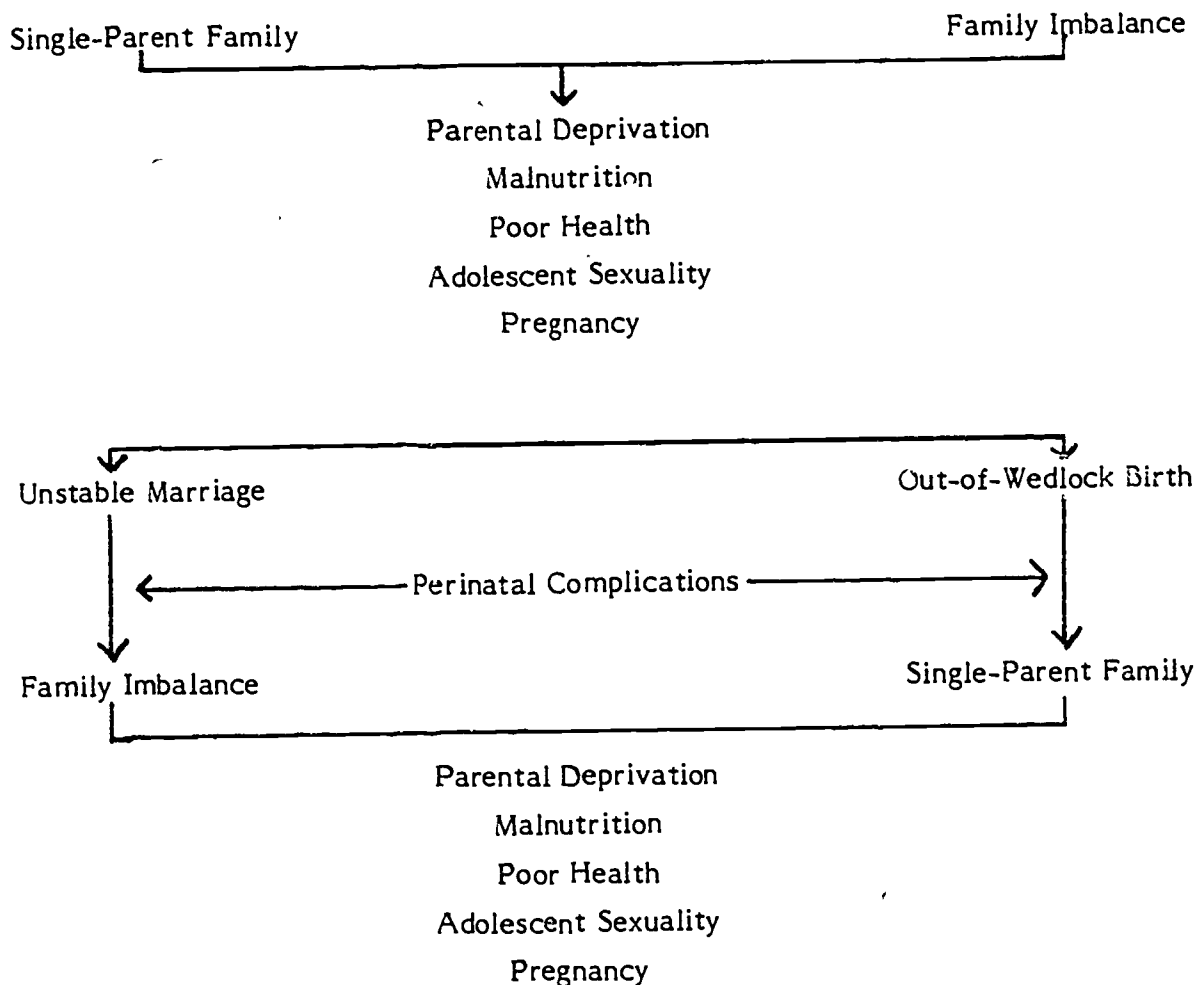 Single-Parent Family
Family Imbalance
Parental Deprivation
Malnutrition
Poor Health
Adolescent Sexuality
Pregnancy
Unstable Marriage
Out-of-Wedlock Birth
Perinatal Complications
Family Imbalance
Single-Parent Family
Parental Deprivation
Malnutrition
Poor Health
Adolescent Sexuality
Pregnancy